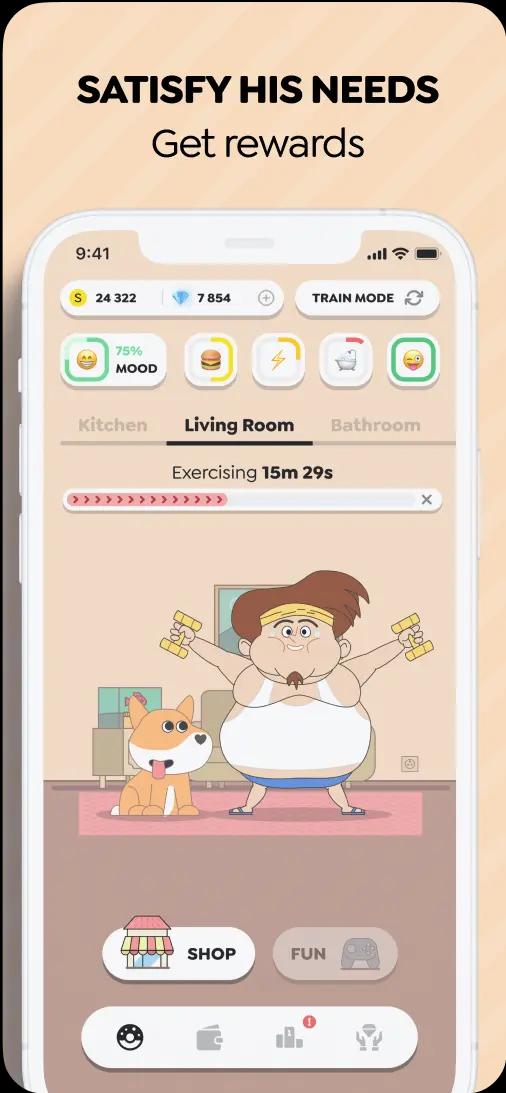 SATISFY HIS NEEDS
Get rewards
9:41
S 24 322 7 854 TRAIN MODE
75%
MOOD
Kitchen Living Room Bathroom
Exercising 15m 29s
SHOP FUN
1
!